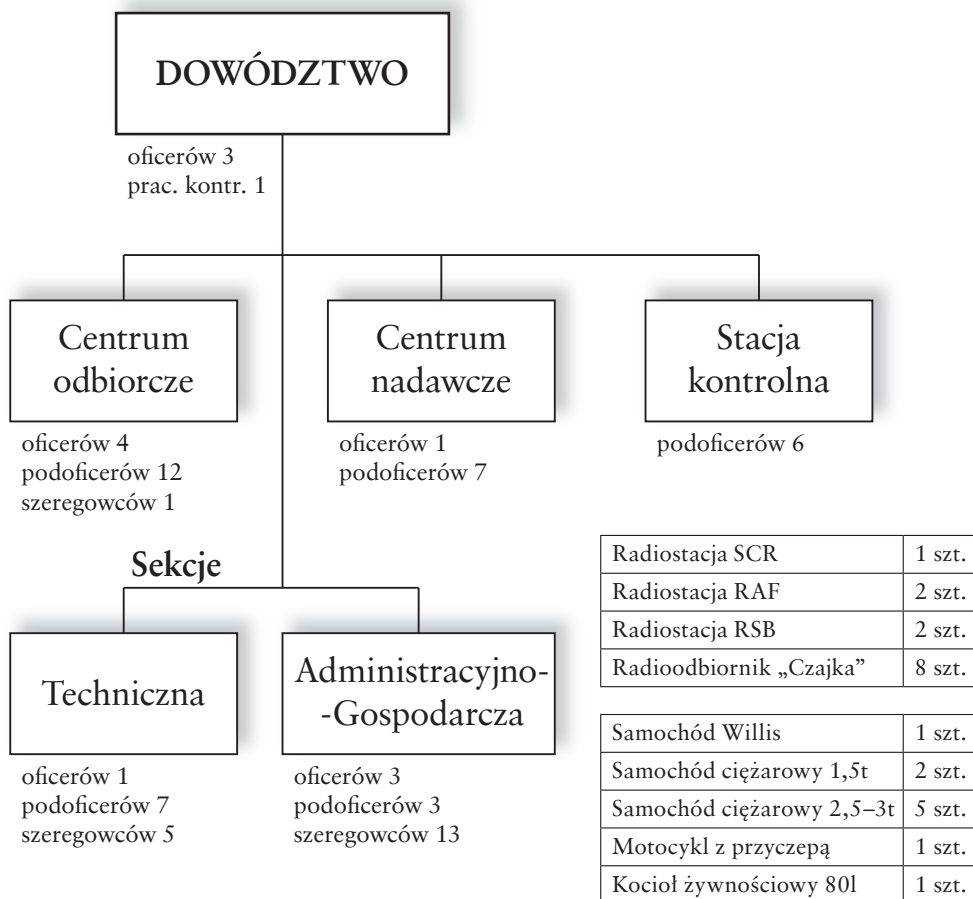 DOWÓDZTWO
oficerów 3
prac. kontr. 1
Centrum
odbiorcze
oficerów 4
podoficerów 12
szeregowców 1
Centrum
nadawcze
oficerów 1
podoficerów 7
Stacja
kontrolna
podoficerów 6
Sekcje
Techniczna
oficerów 1
podoficerów 7
szeregowców 5
Administracyjno-
-Gospodarcza
oficerów 3
podoficerów 3
szeregowców 13
Radiostacja SCR 1 szt.
Radiostacja RAF 2 szt.
Radiostacja RSB 2 szt.
Radioodbiornik „Czajka” 8 szt.
Samochód Willis 1 szt.
Samochód ciężarowy 1,5t 2 szt.
Samochód ciężarowy 2,5–3t 5 szt.
Motocykl z przyczepą 1 szt.
Kocioł żywnościowy 80l 1 szt.